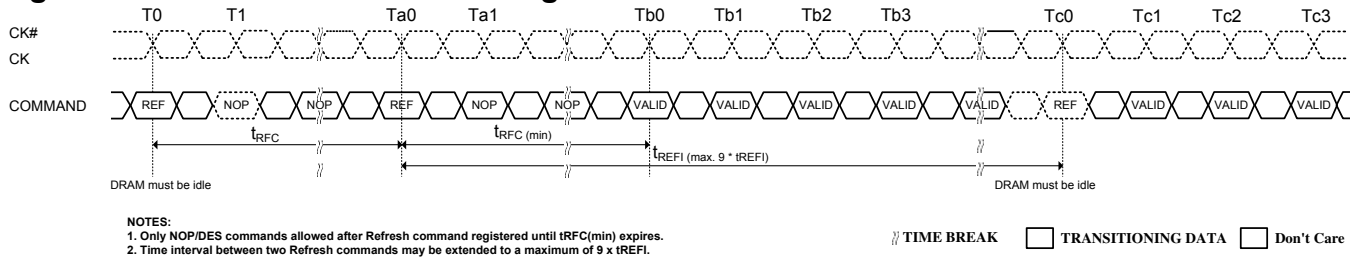 T0 T1 Ta0 Ta1 Tb0 Tb1 Tb2 Tb3 Tc0 Tc1 Tc2 Tc3
CK#
CK
COMMAND REF NOP NOP REF NOP NOP VALID VALID VALID VALID VALID REF VALID VALID VALID
tRFC tRFC (min)
tREFI (max. 9 * tREFI)
DRAM must be idle DRAM must be idle
NOTES:
1. Only NOP/DES commands allowed after Refresh command registered until tRFC(min) expires.
2. Time interval between two Refresh commands may be extended to a maximum of 9 x tREFI.
TIME BREAK TRANSITIONING DATA Don't Care